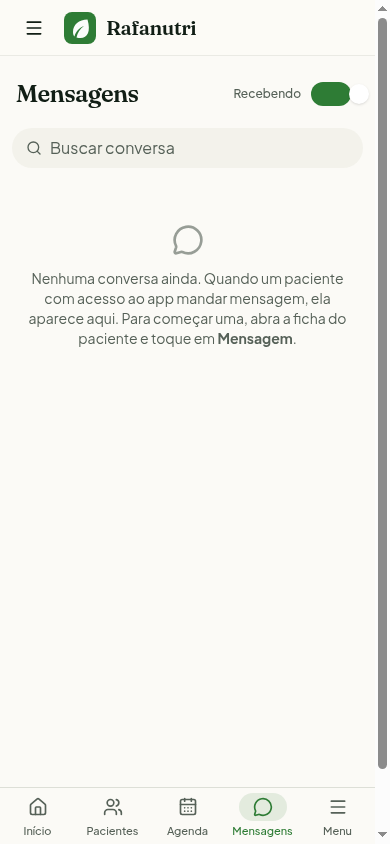 Rafanutri
Mensagens
Recebendo
Buscar conversa
Nenhuma conversa ainda. Quando um paciente
com acesso ao app mandar mensagem, ela
aparece aqui. Para começar uma, abra a ficha do
paciente e toque em Mensagem.
Início
Pacientes
Agenda
Mensagens
Menu